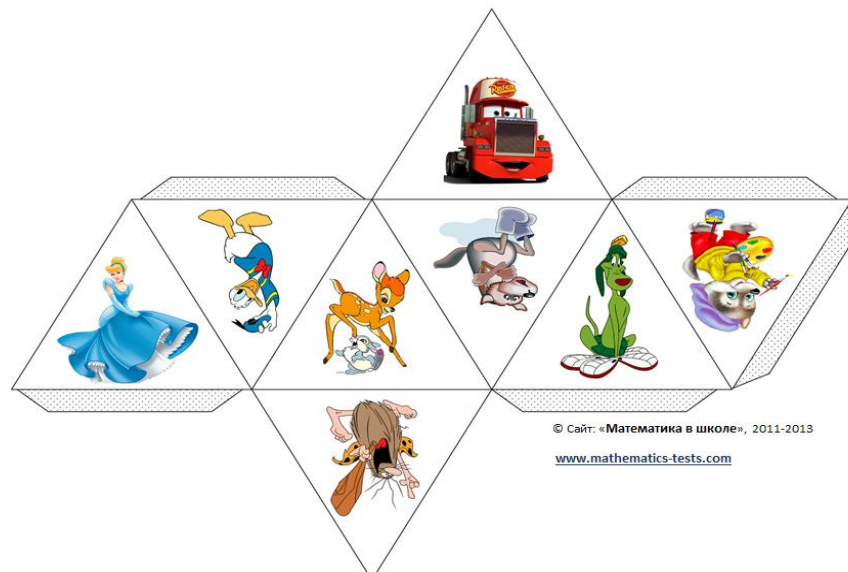 © Сайт: «Математика в школе», 2011-2013
www.mathematics-tests.com